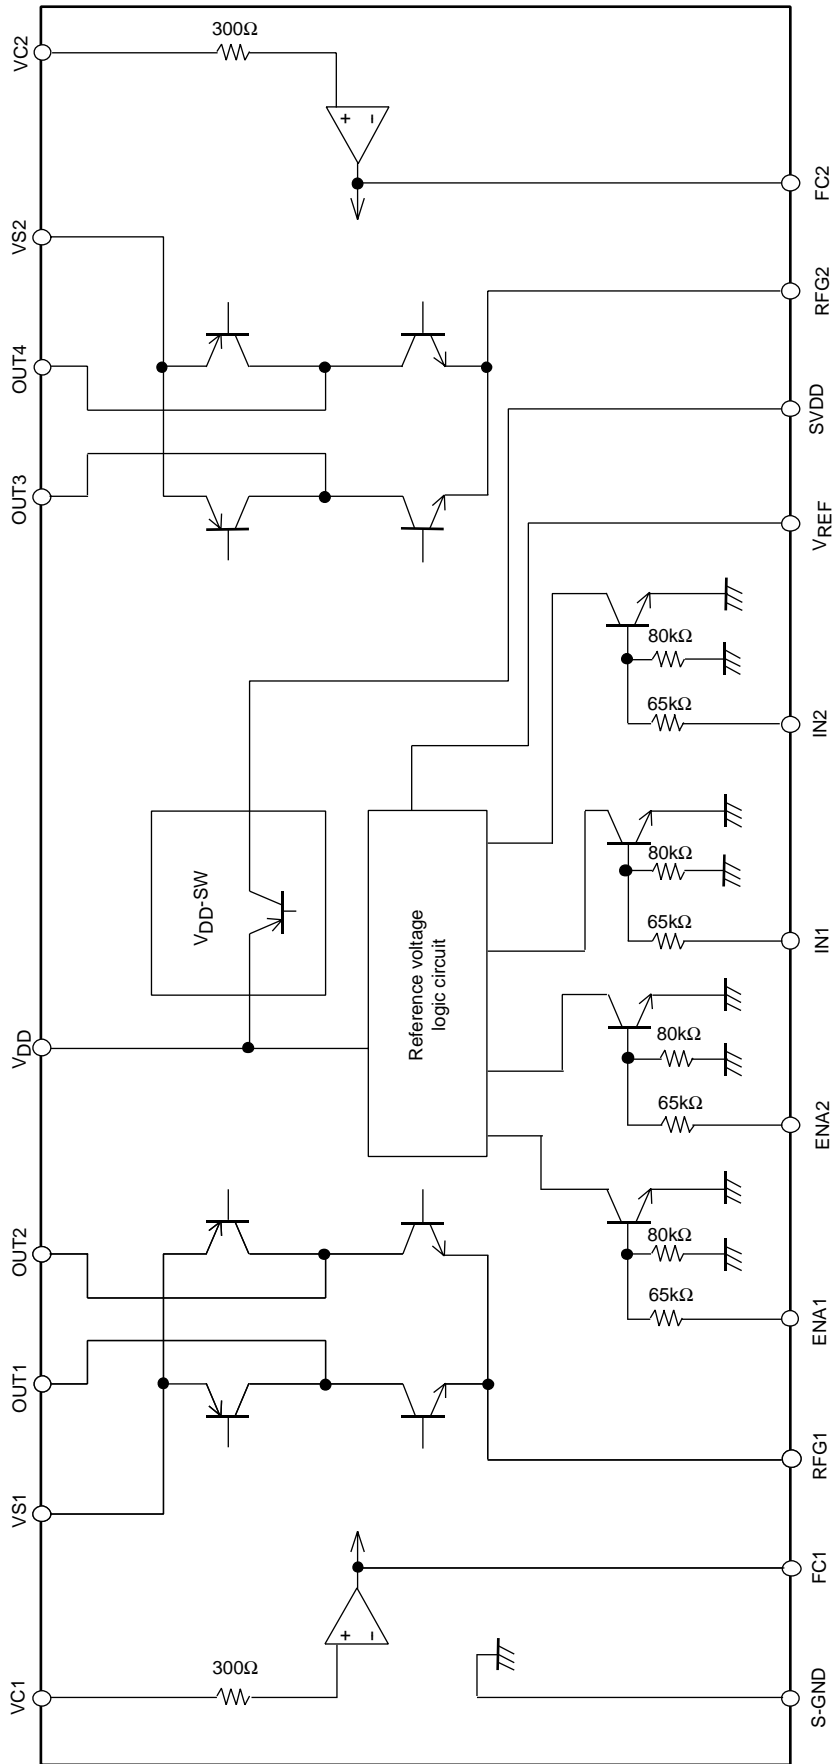 VC2
300Ω
+ −
FC2
VS2
RFG2
OUT4
SVDD
OUT3
VREF
80kΩ
65kΩ
IN2
VDD-SW
80kΩ
65kΩ
IN1
Reference voltage
logic circuit
VDD
80kΩ
65kΩ
ENA2
OUT2
80kΩ
65kΩ
ENA1
OUT1
RFG1
VS1
FC1
+ −
300Ω
VC1
S-GND